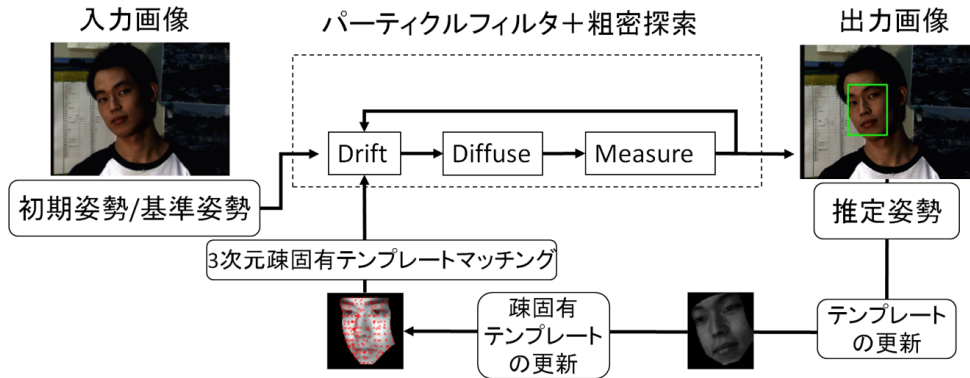 入力画像
パーティクルフィルタ＋粗密探索
出力画像
Drift
Diffuse
Measure
初期姿勢/基準姿勢
推定姿勢
3次元疎固有テンプレートマッチング
疎固有
テンプレート
の更新
テンプレート
の更新